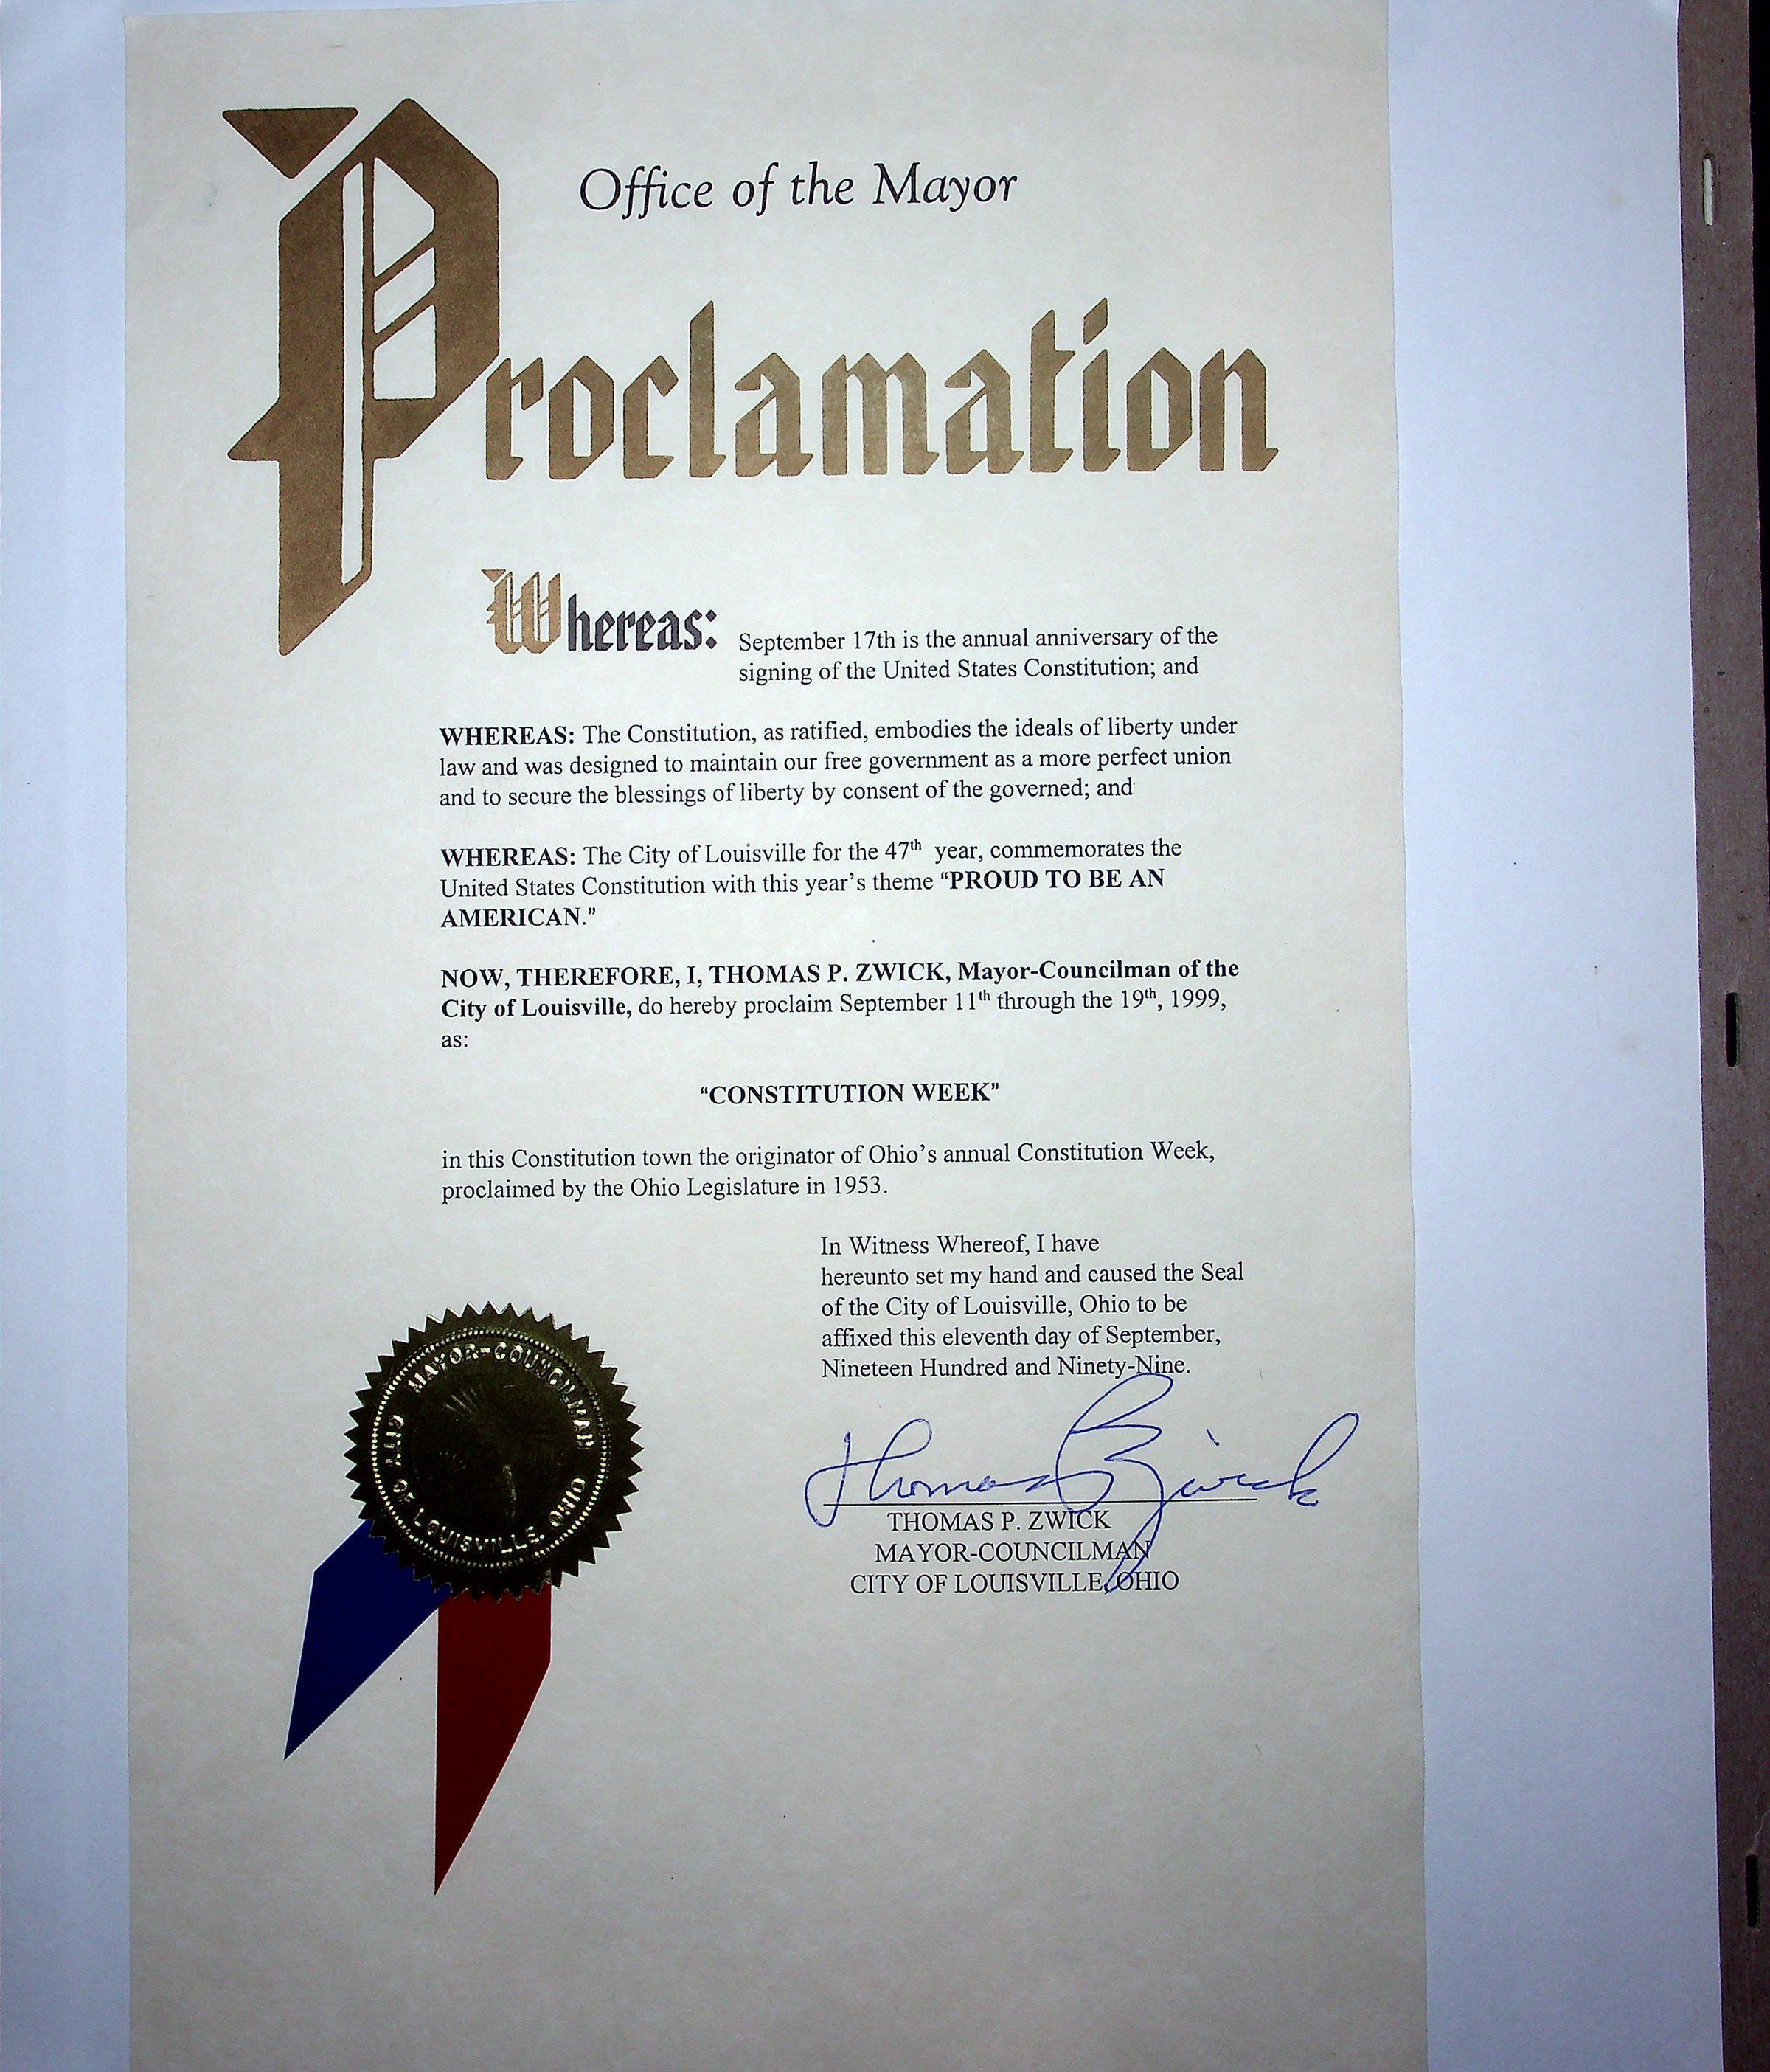 Office of the Mayor
Proclamation
Whereas: September 17th is the annual anniversary of the
signing of the United States Constitution; and
WHEREAS: The Constitution, as ratified, embodies the ideals of liberty under
law and was designed to maintain our free government as a more perfect union
and to secure the blessings of liberty by consent of the governed; and
WHEREAS: The City of Louisville for the 47th year, commemorates the
United States Constitution with this year's theme "PROUD TO BE AN
AMERICAN."
NOW, THEREFORE, I, THOMAS P. ZWICK, Mayor-Councilman of the
City of Louisville, do hereby proclaim September 11th through the 19th, 1999,
as:
"CONSTITUTION WEEK"
in this Constitution town the originator of Ohio's annual Constitution Week,
proclaimed by the Ohio Legislature in 1953.
In Witness Whereof, I have
hereunto set my hand and caused the Seal
of the City of Louisville, Ohio to be
affixed this eleventh day of September,
Nineteen Hundred and Ninety-Nine.
Thomas P Zwick
THOMAS P. ZWICK
MAYOR-COUNCILMAN
CITY OF LOUISVILLE, OHIO
MAYOR-COUNCILMAN
CITY OF LOUISVILLE, OHIO